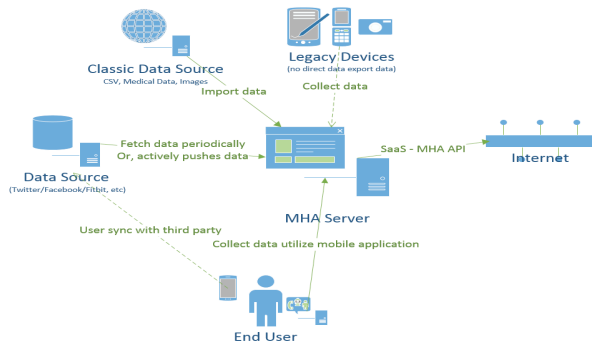 Classic Data Source
CSV, Medical Data, Images
Legacy Devices
(no direct data export data)
Import data
Collect data
Fetch data periodically
Or, actively pushes data
SaaS - MHA API
Internet
Data Source
(Twitter/Facebook/Fitbit, etc)
MHA Server
User sync with third party
Collect data utilize mobile application
End User